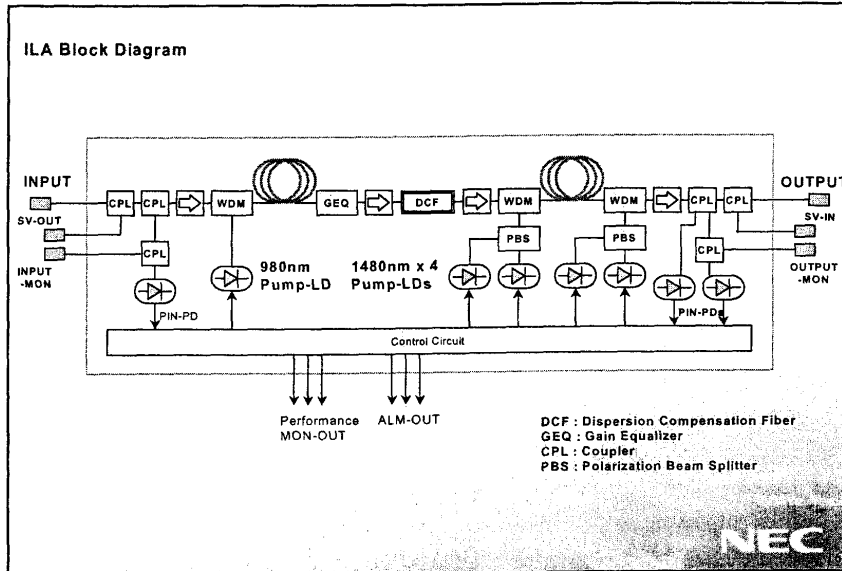 ILA Block Diagram
INPUT
OUTPUT
CPL
CPL
WDM
GEQ
DCF
WDM
WDM
CPL
CPL
SV-OUT
SV-IN
INPUT
-MON
CPL
PBS
PBS
CPL
OUTPUT
-MON
980nm
Pump-LD
1480nm x 4
Pump-LDs
PIN-PD
PIN-PDs
Control Circuit
Performance
MON-OUT
ALM-OUT
DCF : Dispersion Compensation Fiber
GEQ : Gain Equalizer
CPL : Coupler
PBS : Polarization Beam Splitter
NEC